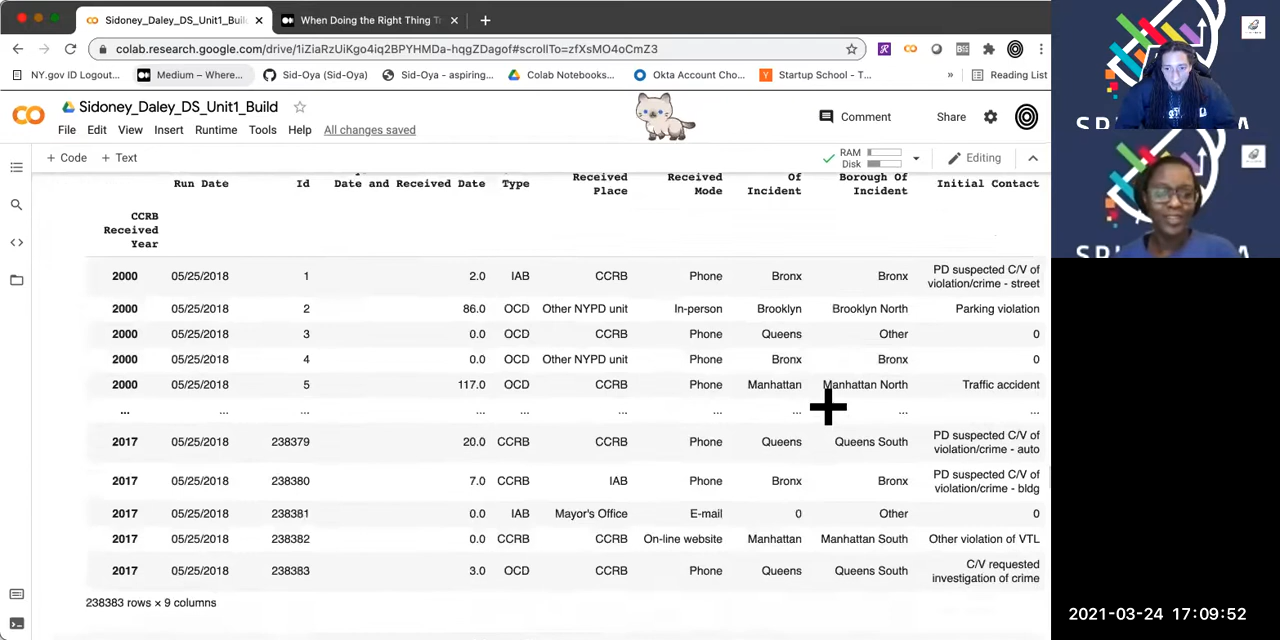 Sidoney_Daley_DS_Unit1_Buil
When Doing the Right Thing T
colab.research.google.com/drive/1iZiaRzUiKgo4iq2BPYHMDa-hqgZDagof#scrollTo=zfXsMO4oCmZ3
NY.gov ID Logout...
Medium – Where...
Sid-Oya (Sid-Oya)
Sid-Oya - aspiring...
Colab Notebooks...
Okta Account Cho...
Startup School - T...
»
Reading List
Sidoney_Daley_DS_Unit1_Build
Comment
Share
File Edit View Insert Runtime Tools Help All changes saved
+ Code + Text
RAM
Disk
Editing
Run Date Id Date and Received Date Type Received Place Received Mode Of Incident Borough Of Incident Initial Contact
CCRB
Received
Year
2000 05/25/2018 1 2.0 IAB CCRB Phone Bronx Bronx PD suspected C/V of violation/crime - street
2000 05/25/2018 2 86.0 OCD Other NYPD unit In-person Brooklyn Brooklyn North Parking violation
2000 05/25/2018 3 0.0 OCD CCRB Phone Queens Other 0
2000 05/25/2018 4 0.0 OCD Other NYPD unit Phone Bronx Bronx 0
2000 05/25/2018 5 117.0 OCD CCRB Phone Manhattan Manhattan North Traffic accident
... ... ... ... ... ... ... ... ... ...
2017 05/25/2018 238379 20.0 CCRB CCRB Phone Queens Queens South PD suspected C/V of violation/crime - auto
2017 05/25/2018 238380 7.0 CCRB IAB Phone Bronx Bronx PD suspected C/V of violation/crime - bldg
2017 05/25/2018 238381 0.0 IAB Mayor's Office E-mail 0 Other 0
2017 05/25/2018 238382 0.0 CCRB CCRB On-line website Manhattan Manhattan South Other violation of VTL
2017 05/25/2018 238383 3.0 OCD CCRB Phone Queens Queens South C/V requested investigation of crime
238383 rows × 9 columns
2021-03-24 17:09:52